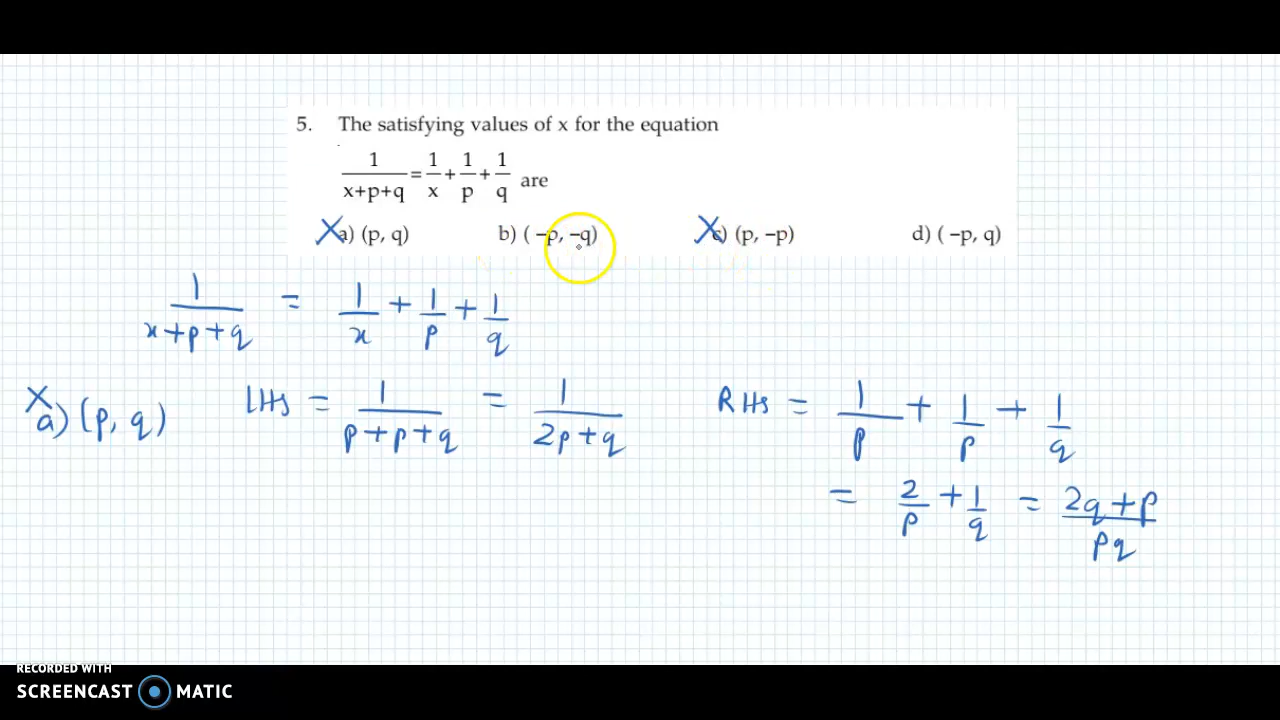 5. The satisfying values of x for the equation
1/(x+p+q) = 1/x + 1/p + 1/q are
a) (p, q) b) ( –p, –q) c) (p, –p) d) ( –p, q)
1/(x+p+q) = 1/x + 1/p + 1/q
a) (p, q) LHS = 1/(p+p+q) = 1/(2p+q) RHS = 1/p + 1/p + 1/q
= 2/p + 1/q = (2q+p)/pq
RECORDED WITH
SCREENCAST MATIC